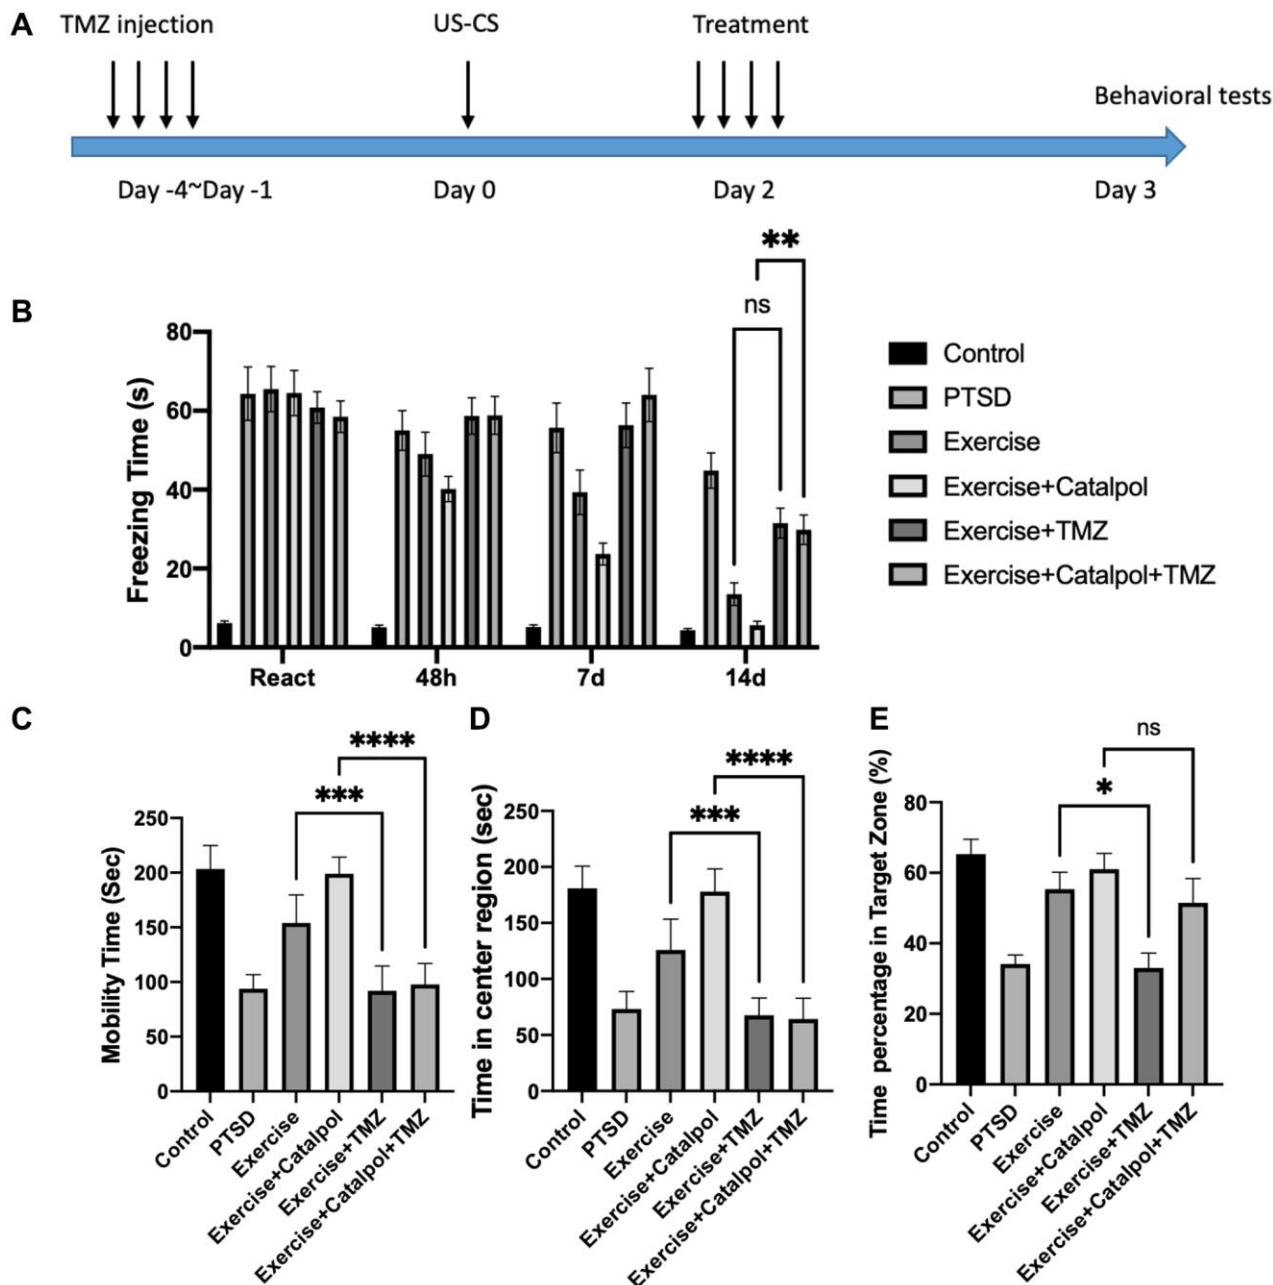 A
TMZ injection
US-CS
Treatment
Behavioral tests
Day -4~Day -1
Day 0
Day 2
Day 3
B
**
ns
Freezing Time (s)
80
60
40
20
0
React
48h
7d
14d
Control
PTSD
Exercise
Exercise+Catalpol
Exercise+TMZ
Exercise+Catalpol+TMZ
C
****
***
Mobility Time (Sec)
250
200
150
100
50
0
Control
PTSD
Exercise
Exercise+Catalpol
Exercise+TMZ
Exercise+Catalpol+TMZ
D
****
***
Time in center region (sec)
250
200
150
100
50
0
Control
PTSD
Exercise
Exercise+Catalpol
Exercise+TMZ
Exercise+Catalpol+TMZ
E
ns
*
Time percentage in Target Zone (%)
80
60
40
20
0
Control
PTSD
Exercise
Exercise+Catalpol
Exercise+TMZ
Exercise+Catalpol+TMZ